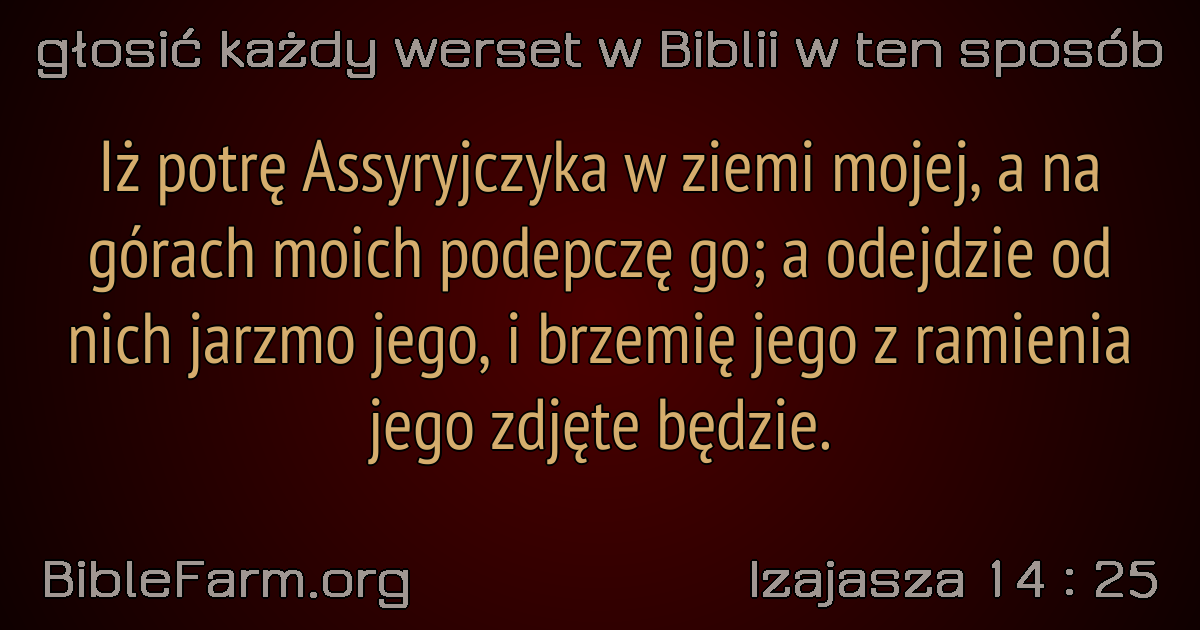 głosić każdy werset w Biblii w ten sposób
Iż potrę Assyryjczyka w ziemi mojej, a na
górach moich podepczę go; a odejdzie od
nich jarzmo jego, i brzemię jego z ramienia
jego zdjęte będzie.
BibleFarm.org
Izajasza 14 : 25